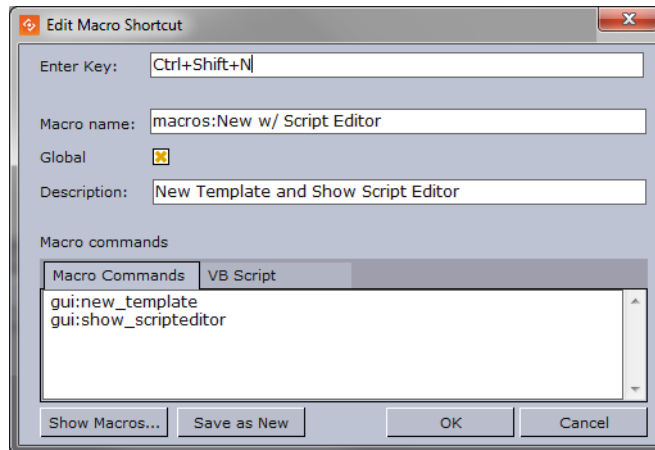 Edit Macro Shortcut
Enter Key: Ctrl+Shift+N
Macro name: macros:New w/ Script Editor
Global
Description: New Template and Show Script Editor
Macro commands
Macro Commands VB Script
gui:new_template
gui:show_scripteditor
Show Macros... Save as New OK Cancel